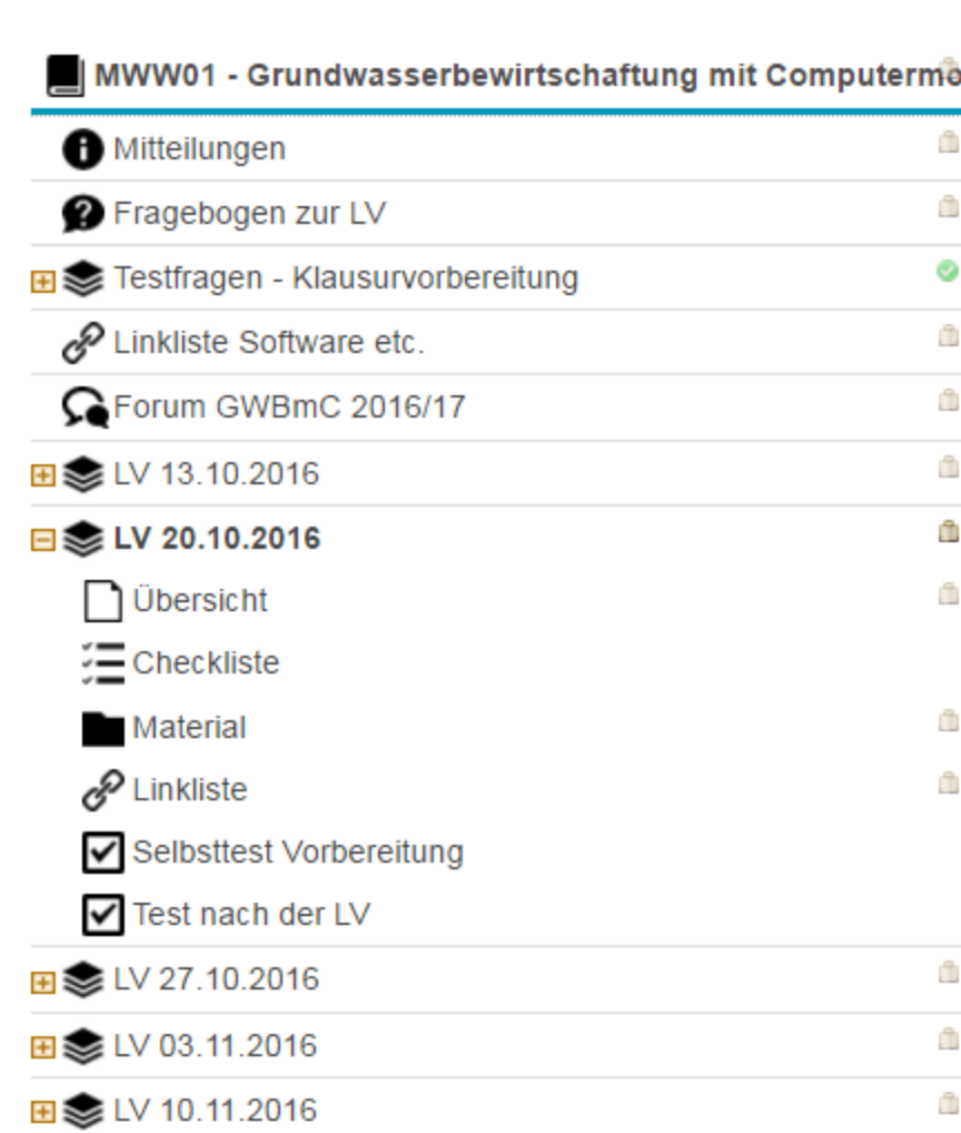 MWW01 - Grundwasserbewirtschaftung mit Computermo
Mitteilungen
Fragebogen zur LV
Testfragen - Klausurvorbereitung
Linkliste Software etc.
Forum GWBmC 2016/17
LV 13.10.2016
LV 20.10.2016
Übersicht
Checkliste
Material
Linkliste
Selbsttest Vorbereitung
Test nach der LV
LV 27.10.2016
LV 03.11.2016
LV 10.11.2016